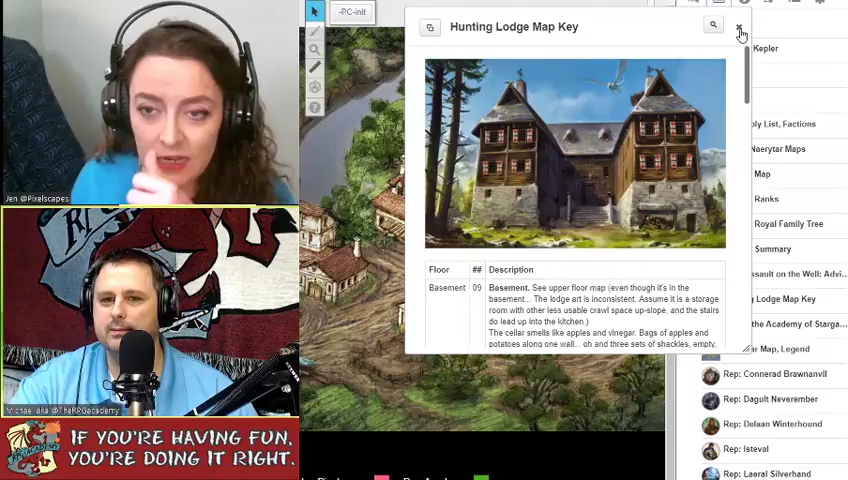 -PC-init
Hunting Lodge Map Key
Floor ## Description
Basement 09 Basement. See upper floor map (even though it's in the
basement... The lodge art is inconsistent. Assume it is a storage
room with other less usable crawl space up-slope, and the stairs
do lead up into the kitchen.)
The cellar smells like apples and vinegar. Bags of apples and
potatoes along one wall... oh and three sets of shackles, empty,
Kepler
ply List, Factions
Naerytar Maps
Map
Ranks
Royal Family Tree
Summary
ssault on the Well: Advi...
ng Lodge Map Key
the Academy of Starga...
ar Map, Legend
Rep: Connerad Brawnanvil
Rep: Dagult Neverember
Rep: Delaan Winterhound
Rep: Isteval
Rep: Laeral Silverhand
Jen @Pixelscapes
Michael aka @TheRPGacademy
IF YOU'RE HAVING FUN,
YOU'RE DOING IT RIGHT.